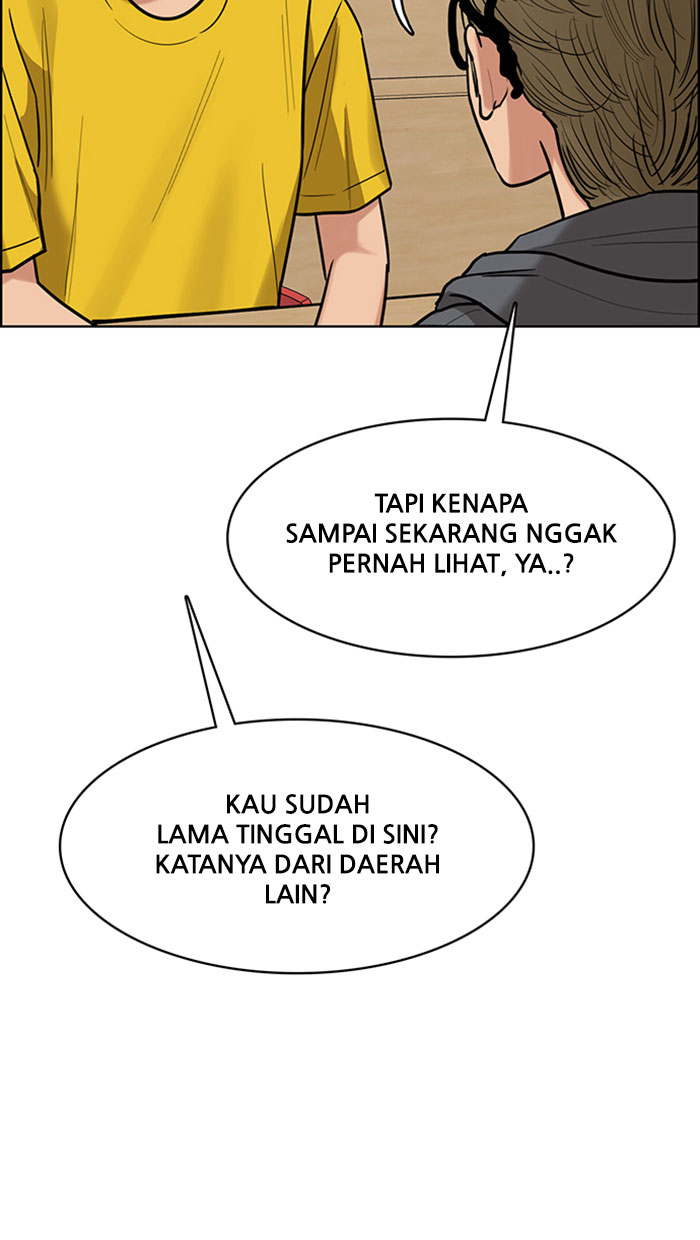 TAPI KENAPA
SAMPAI SEKARANG NGGAK
PERNAH LIHAT, YA..?
KAU SUDAH
LAMA TINGGAL DI SINI?
KATANYA DARI DAERAH
LAIN?